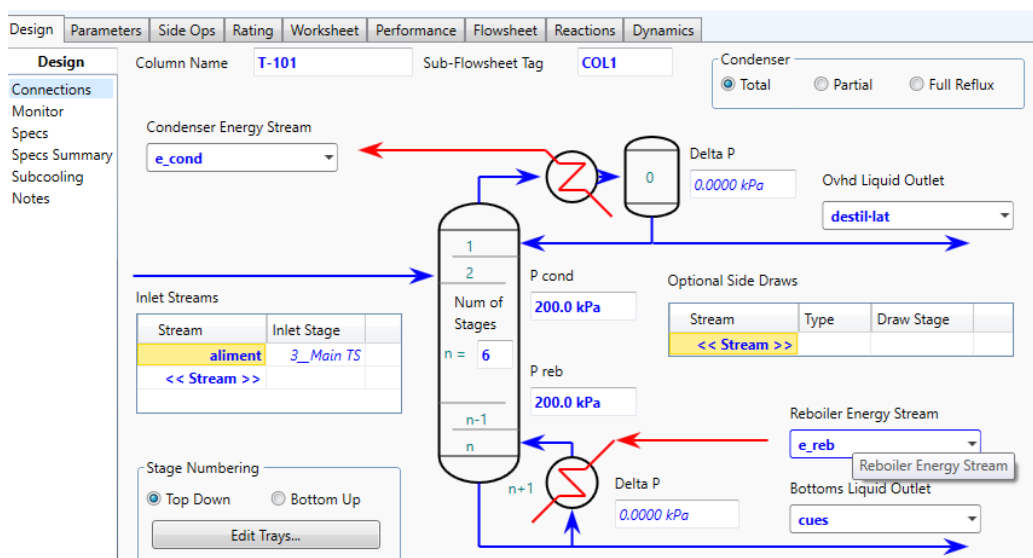 Design Parameters Side Ops Rating Worksheet Performance Flowsheet Reactions Dynamics
Design
Connections
Monitor
Specs
Specs Summary
Subcooling
Notes
Column Name T-101 Sub-Flowsheet Tag COL1
Condenser
Total Partial Full Reflux
Condenser Energy Stream
e_cond
0
Delta P
0.0000 kPa
Ovhd Liquid Outlet
destil·lat
1
2
Num of
Stages
n = 6
n-1
n
n+1
P cond
200.0 kPa
P reb
200.0 kPa
Inlet Streams
Stream Inlet Stage
aliment 3__Main TS
<< Stream >>
Optional Side Draws
Stream Type Draw Stage
<< Stream >>
Stage Numbering
Top Down Bottom Up
Edit Trays...
Delta P
0.0000 kPa
Reboiler Energy Stream
e_reb
Reboiler Energy Stream
Bottoms Liquid Outlet
cues